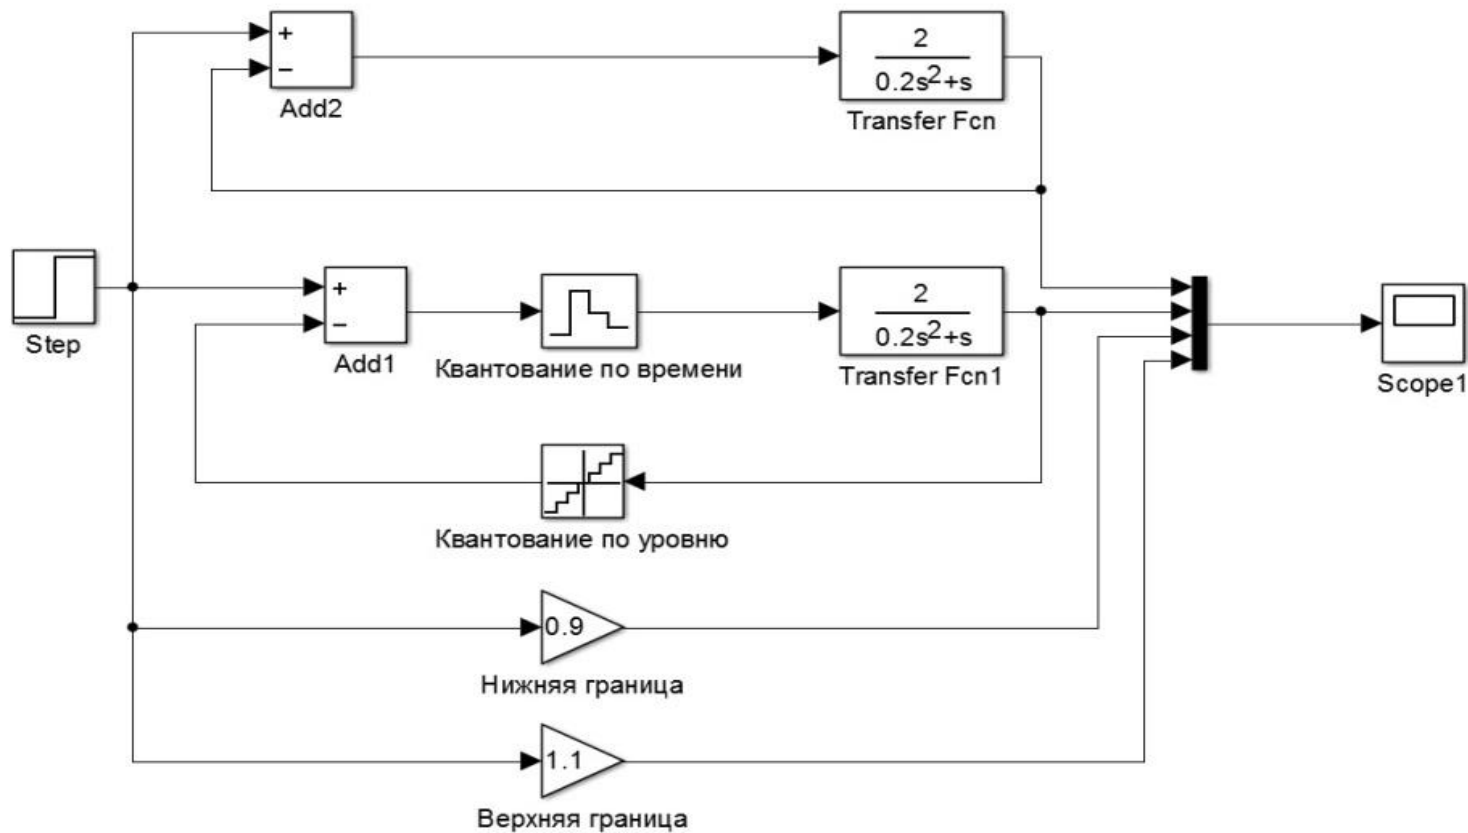 +
−
Add2
2
0.2s²+s
Transfer Fcn
Step
+
−
Add1
Квантование по времени
2
0.2s²+s
Transfer Fcn1
Scope1
Квантование по уровню
0.9
Нижняя граница
1.1
Верхняя граница